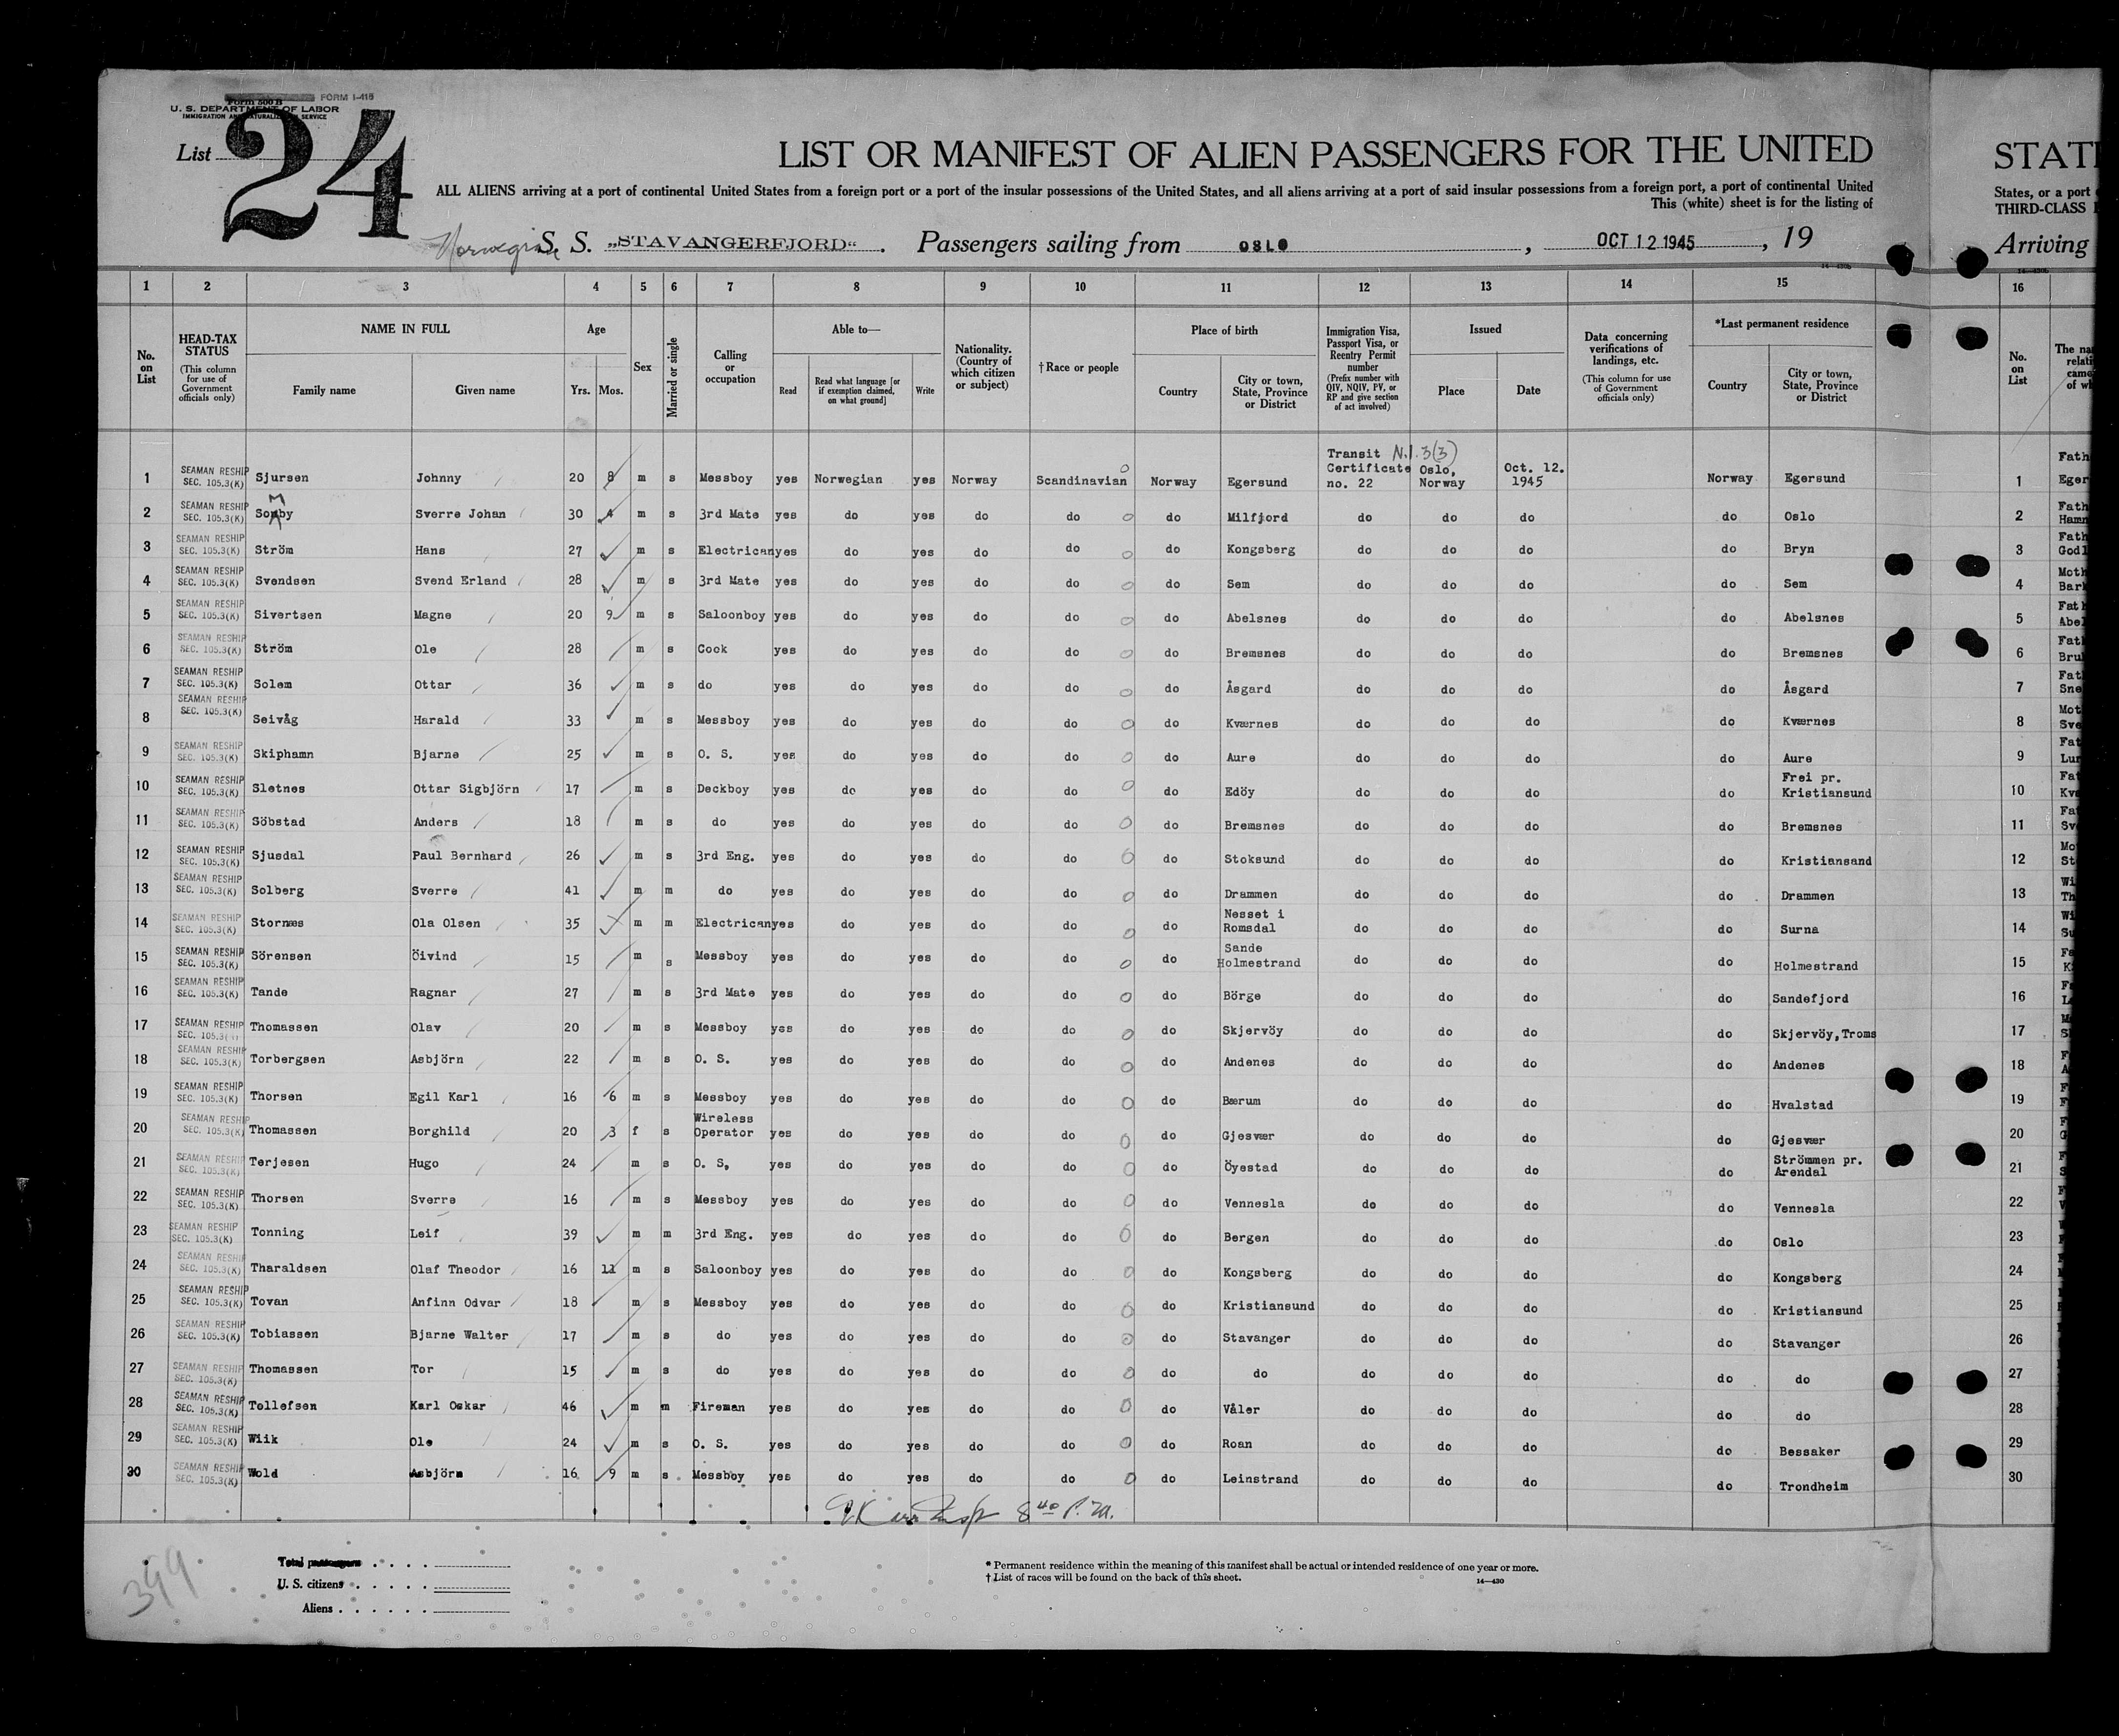 Form 500 B FORM I-415
U. S. DEPARTMENT OF LABOR
IMMIGRATION AND NATURALIZATION SERVICE
List 24
LIST OR MANIFEST OF ALIEN PASSENGERS FOR THE UNITED STAT
ALL ALIENS arriving at a port of continental United States from a foreign port or a port of the insular possessions of the United States, and all aliens arriving at a port of said insular possessions from a foreign port, a port of continental United States, or a port
This (white) sheet is for the listing of THIRD-CLASS
Norwegian S. S. „STAVANGERFJORD“ . Passengers sailing from OSLO , OCT 12 1945 , 19 Arriving
1 2 3 4 5 6 7 8 9 10 11 12 13 14 15 16
No. on List HEAD-TAX STATUS (This column for use of Government officials only) NAME IN FULL Family name Given name Age Yrs. Mos. Sex Married or single Calling or occupation Able to— Read Read what language [or if exemption claimed, on what ground] Write Nationality. (Country of which citizen or subject) †Race or people Place of birth Country City or town, State, Province or District Immigration Visa, Passport Visa, or Reentry Permit number (Prefix number with QIV, NQIV, PV, or RP and give section of act involved) Issued Place Date Data concerning verifications of landings, etc. (This column for use of Government officials only) *Last permanent residence Country City or town, State, Province or District No. on List
1 SEAMAN RESHIP SEC. 105.3(K) Sjursen Johnny 20 8 m s Messboy yes Norwegian yes Norway Scandinavian Norway Egersund Transit Certificate no. 22 N.I. 3(3) Oslo, Norway Oct. 12. 1945 Norway Egersund 1 Fath Eger
2 SEAMAN RESHIP SEC. 105.3(K) Somby Sverre Johan 30 4 m s 3rd Mate yes do yes do do do Milfjord do do do do Oslo 2 Fath Hamn
3 SEAMAN RESHIP SEC. 105.3(K) Ström Hans 27 m s Electrican yes do yes do do do Kongsberg do do do do Bryn 3 Fath Godl
4 SEAMAN RESHIP SEC. 105.3(K) Svendsen Svend Erland 28 m s 3rd Mate yes do yes do do do Sem do do do do Sem 4 Moth Bark
5 SEAMAN RESHIP SEC. 105.3(K) Sivertsen Magne 20 9 m s Saloonboy yes do yes do do do Abelsnes do do do do Abelsnes 5 Fath Abel
6 SEAMAN RESHIP SEC. 105.3(K) Ström Ole 28 m s Cook yes do yes do do do Bremsnes do do do do Bremsnes 6 Fath Bru
7 SEAMAN RESHIP SEC. 105.3(K) Solem Ottar 36 m s do yes do yes do do do Åsgard do do do do Åsgard 7 Fat Sne
8 SEAMAN RESHIP SEC. 105.3(K) Seivåg Harald 33 m s Messboy yes do yes do do do Kværnes do do do do Kværnes 8 Mot Sve
9 SEAMAN RESHIP SEC. 105.3(K) Skiphamn Bjarne 25 m s O. S. yes do yes do do do Aure do do do do Aure 9 Fat Lur
10 SEAMAN RESHIP SEC. 105.3(K) Sletnes Ottar Sigbjörn 17 m s Deckboy yes do yes do do do Edöy do do do do Frei pr. Kristiansund 10 Fat Kva
11 SEAMAN RESHIP SEC. 105.3(K) Söbstad Anders 18 m s do yes do yes do do do Bremsnes do do do do Bremsnes 11 Fa Sv
12 SEAMAN RESHIP SEC. 105.3(K) Sjusdal Paul Bernhard 26 m s 3rd Eng. yes do yes do do do Stoksund do do do do Kristiansand 12 Mo St
13 SEAMAN RESHIP SEC. 105.3(K) Solberg Sverre 41 m m do yes do yes do do do Drammen do do do do Drammen 13 Wi Th
14 SEAMAN RESHIP SEC. 105.3(K) Stornæs Ola Olsen 35 m m Electrican yes do yes do do do Nesset i Romsdal do do do do Surna 14 Wi Su
15 SEAMAN RESHIP SEC. 105.3(K) Sörensen Öivind 15 m s Messboy yes do yes do do do Sande Holmestrand do do do do Holmestrand 15
16 SEAMAN RESHIP SEC. 105.3(K) Tande Ragnar 27 m s 3rd Mate yes do yes do do do Börge do do do do Sandefjord 16
17 SEAMAN RESHIP SEC. 105.3( Thomassen Olav 20 m s Messboy yes do yes do do do Skjervöy do do do do Skjervöy,Troms 17
18 SEAMAN RESHIP SEC. 105.3(K) Torbergsen Asbjörn 22 m s O. S. yes do yes do do do Andenes do do do do Andenes 18
19 SEAMAN RESHIP SEC. 105.3(K) Thorsen Egil Karl 16 6 m s Messboy yes do yes do do do Bærum do do do do Hvalstad 19
20 SEAMAN RESHIP SEC. 105.3(K) Thomassen Borghild 20 3 f s Wireless Operator yes do yes do do do Gjesvær do do do do Gjesvær 20
21 SEAMAN RESHIP SEC. 105.3(K) Terjesen Hugo 24 m s O. S, yes do yes do do do Öyestad do do do do Strömmen pr. Arendal 21
22 SEAMAN RESHIP SEC. 105.3(K) Thorsen Sverre 16 m s Messboy yes do yes do do do Vennesla do do do do Vennesla 22
23 SEAMAN RESHIP SEC. 105.3(K) Tonning Leif 39 m m 3rd Eng. yes do yes do do do Bergen do do do do Oslo 23
24 SEAMAN RESHIP SEC. 105.3(K) Tharaldsen Olaf Theodor 16 11 m s Saloonboy yes do yes do do do Kongsberg do do do do Kongsberg 24
25 SEAMAN RESHIP SEC. 105.3(K) Tovan Anfinn Odvar 18 m s Messboy yes do yes do do do Kristiansund do do do do Kristiansund 25
26 SEAMAN RESHIP SEC. 105.3(K) Tobiassen Bjarne Walter 17 m s do yes do yes do do do Stavanger do do do do Stavanger 26
27 SEAMAN RESHIP SEC. 105.3(K) Thomassen Tor 15 m s do yes do yes do do do do do do do do do 27
28 SEAMAN RESHIP SEC. 105.3(K) Tollefsen Karl Oskar 46 m m Fireman yes do yes do do do Våler do do do do do 28
29 SEAMAN RESHIP SEC. 105.3(K) Wiik Ole 24 m s O. S. yes do yes do do do Roan do do do do Bessaker 29
30 SEAMAN RESHIP SEC. 105.3(K) Wold Asbjörn 16 9 m s Messboy yes do yes do do do Leinstrand do do do do Trondheim 30
8 40 P.M.
399
Total passengers
U. S. citizens
Aliens
* Permanent residence within the meaning of this manifest shall be actual or intended residence of one year or more.
† List of races will be found on the back of this sheet.
14—430